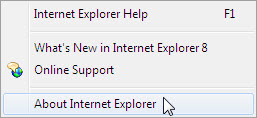 Internet Explorer Help F1
What's New in Internet Explorer 8
Online Support
About Internet Explorer